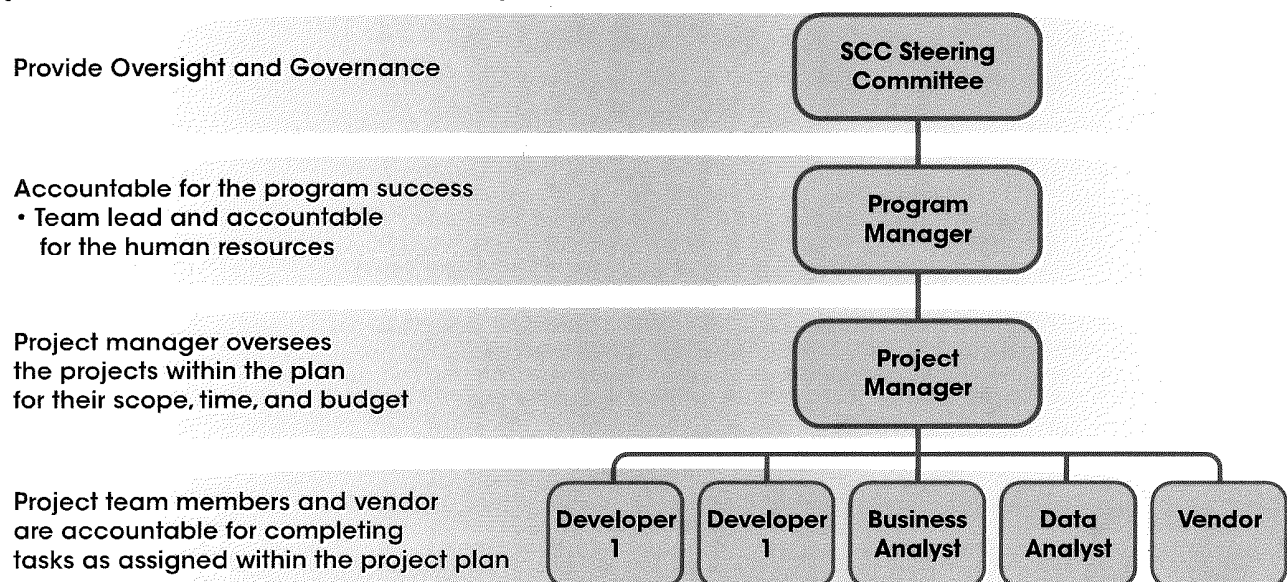 Provide Oversight and Governance
SCC Steering
Committee
Accountable for the program success
• Team lead and accountable
for the human resources
Program
Manager
Project manager oversees
the projects within the plan
for their scope, time, and budget
Project
Manager
Project team members and vendor
are accountable for completing
tasks as assigned within the project plan
Developer
1
Developer
1
Business
Analyst
Data
Analyst
Vendor